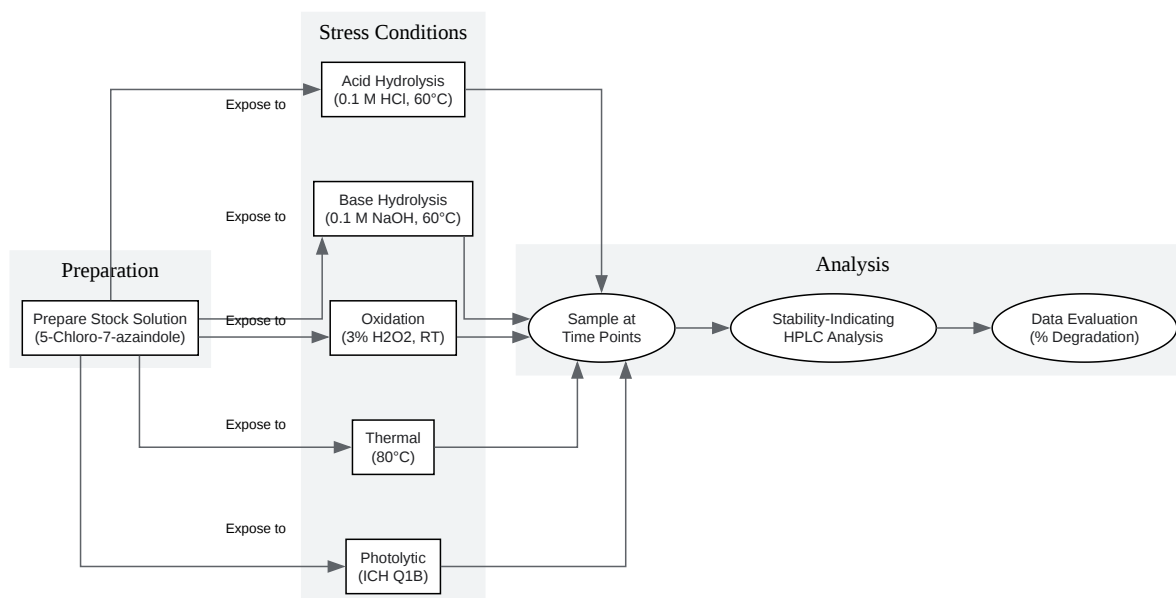 Stress Conditions
Acid Hydrolysis
(0.1 M HCl, 60°C)
Expose to
Base Hydrolysis
(0.1 M NaOH, 60°C)
Expose to
Preparation
Prepare Stock Solution
(5-Chloro-7-azaindole)
Expose to
Oxidation
(3% H2O2, RT)
Analysis
Sample at
Time Points
Stability-Indicating
HPLC Analysis
Data Evaluation
(% Degradation)
Expose to
Thermal
(80°C)
Expose to
Photolytic
(ICH Q1B)